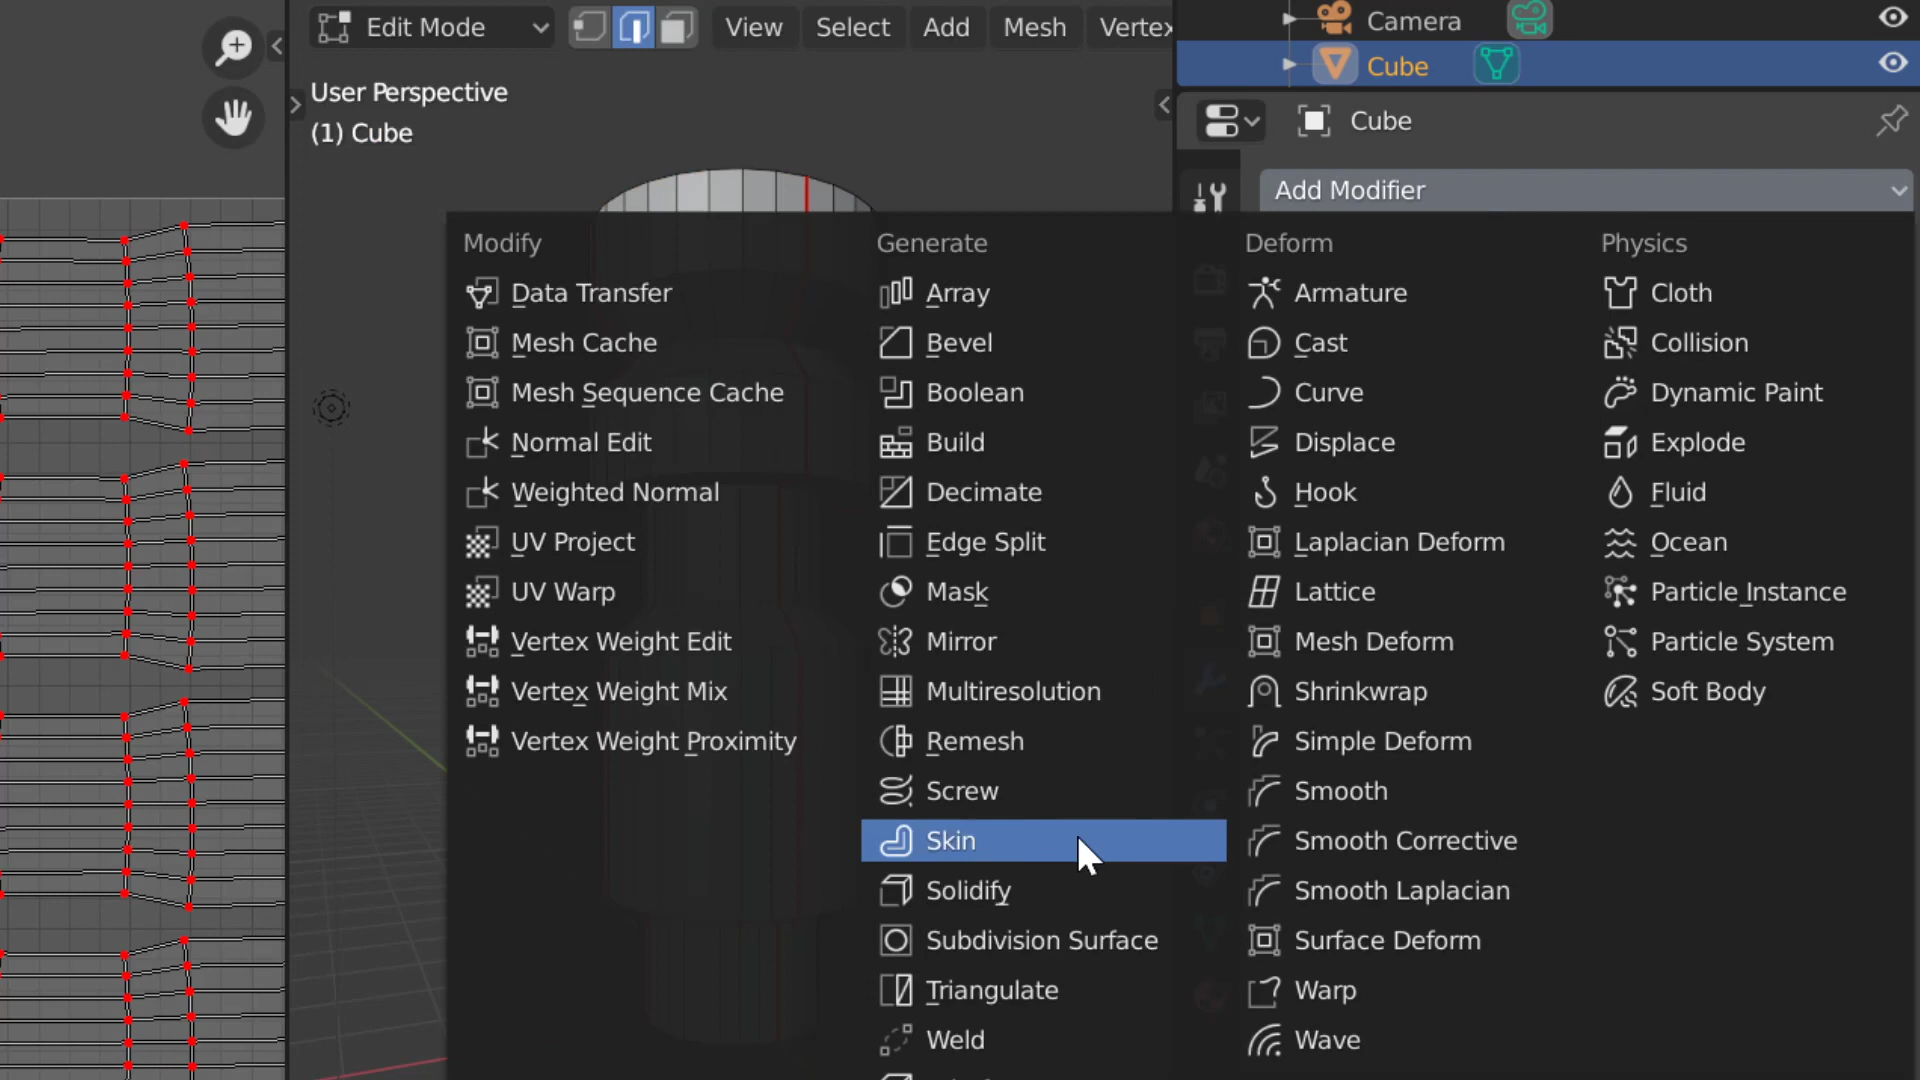 Edit Mode
View
Select
Add
Mesh
Vertex
Camera
Cube
User Perspective
(1) Cube
Cube
Add Modifier
Modify
Data Transfer
Mesh Cache
Mesh Sequence Cache
Normal Edit
Weighted Normal
UV Project
UV Warp
Vertex Weight Edit
Vertex Weight Mix
Vertex Weight Proximity
Generate
Array
Bevel
Boolean
Build
Decimate
Edge Split
Mask
Mirror
Multiresolution
Remesh
Screw
Skin
Solidify
Subdivision Surface
Triangulate
Weld
Deform
Armature
Cast
Curve
Displace
Hook
Laplacian Deform
Lattice
Mesh Deform
Shrinkwrap
Simple Deform
Smooth
Smooth Corrective
Smooth Laplacian
Surface Deform
Warp
Wave
Physics
Cloth
Collision
Dynamic Paint
Explode
Fluid
Ocean
Particle Instance
Particle System
Soft Body